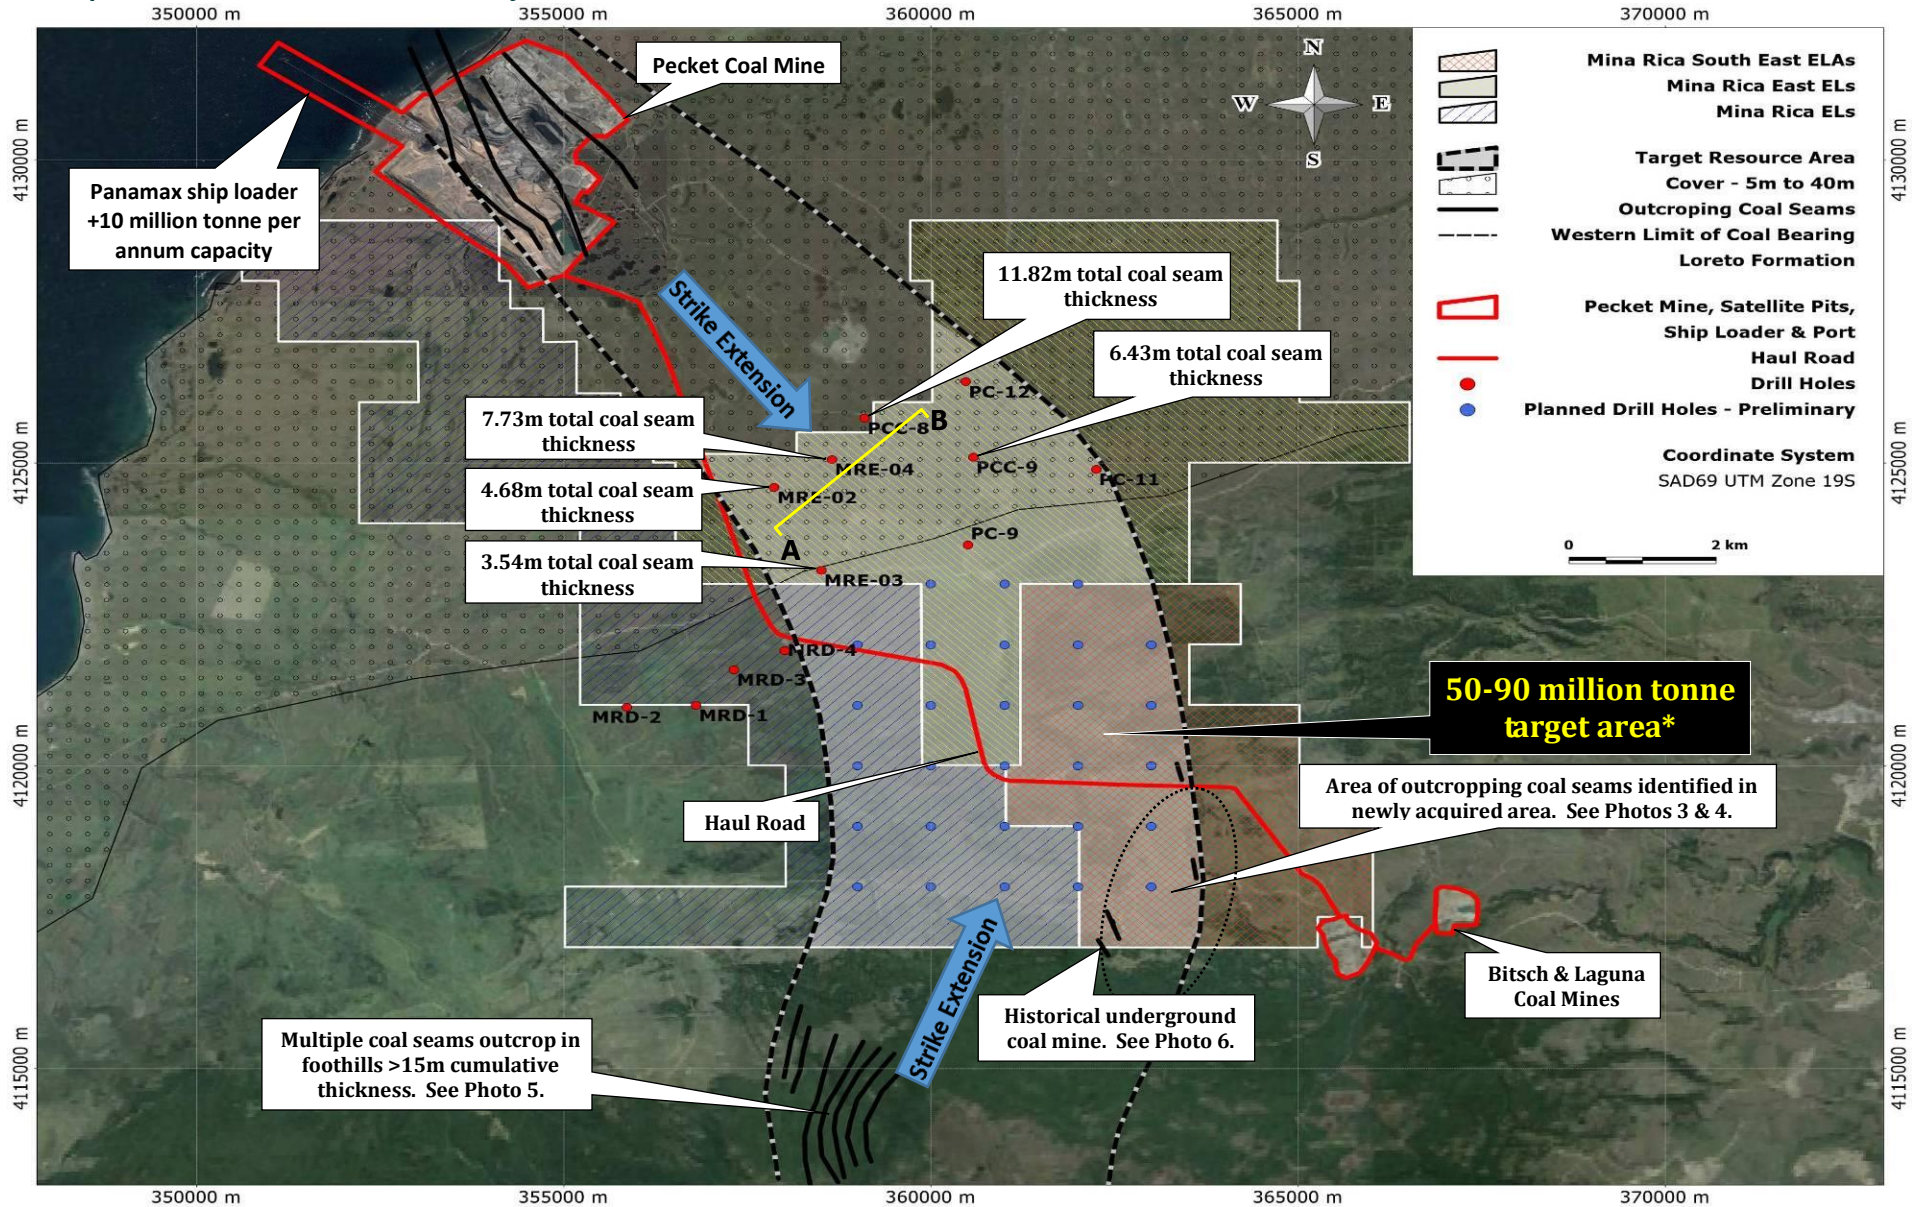 350000 m
355000 m
360000 m
365000 m
370000 m
4130000 m
4125000 m
4120000 m
4115000 m
4130000 m
4125000 m
4120000 m
4115000 m
Pecket Coal Mine
Panamax ship loader
+10 million tonne per
annum capacity
N
W
E
S
Mina Rica South East ELAs
Mina Rica East ELs
Mina Rica ELs
Target Resource Area
Cover - 5m to 40m
Outcroping Coal Seams
Western Limit of Coal Bearing
Loreto Formation
Pecket Mine, Satellite Pits,
Ship Loader & Port
Haul Road
Drill Holes
Planned Drill Holes - Preliminary
Coordinate System
SAD69 UTM Zone 19S
0
2 km
Strike Extension
11.82m total coal seam
thickness
6.43m total coal seam
thickness
7.73m total coal seam
thickness
4.68m total coal seam
thickness
3.54m total coal seam
thickness
PC-12
PCC-8
B
MRE-04
PCC-9
PC-11
MRE-02
PC-9
A
MRE-03
MRD-4
MRD-3
MRD-2
MRD-1
50-90 million tonne
target area*
Haul Road
Area of outcropping coal seams identified in
newly acquired area. See Photos 3 & 4.
Bitsch & Laguna
Coal Mines
Historical underground
coal mine. See Photo 6.
Strike Extension
Multiple coal seams outcrop in
foothills >15m cumulative
thickness. See Photo 5.
350000 m
355000 m
360000 m
365000 m
370000 m